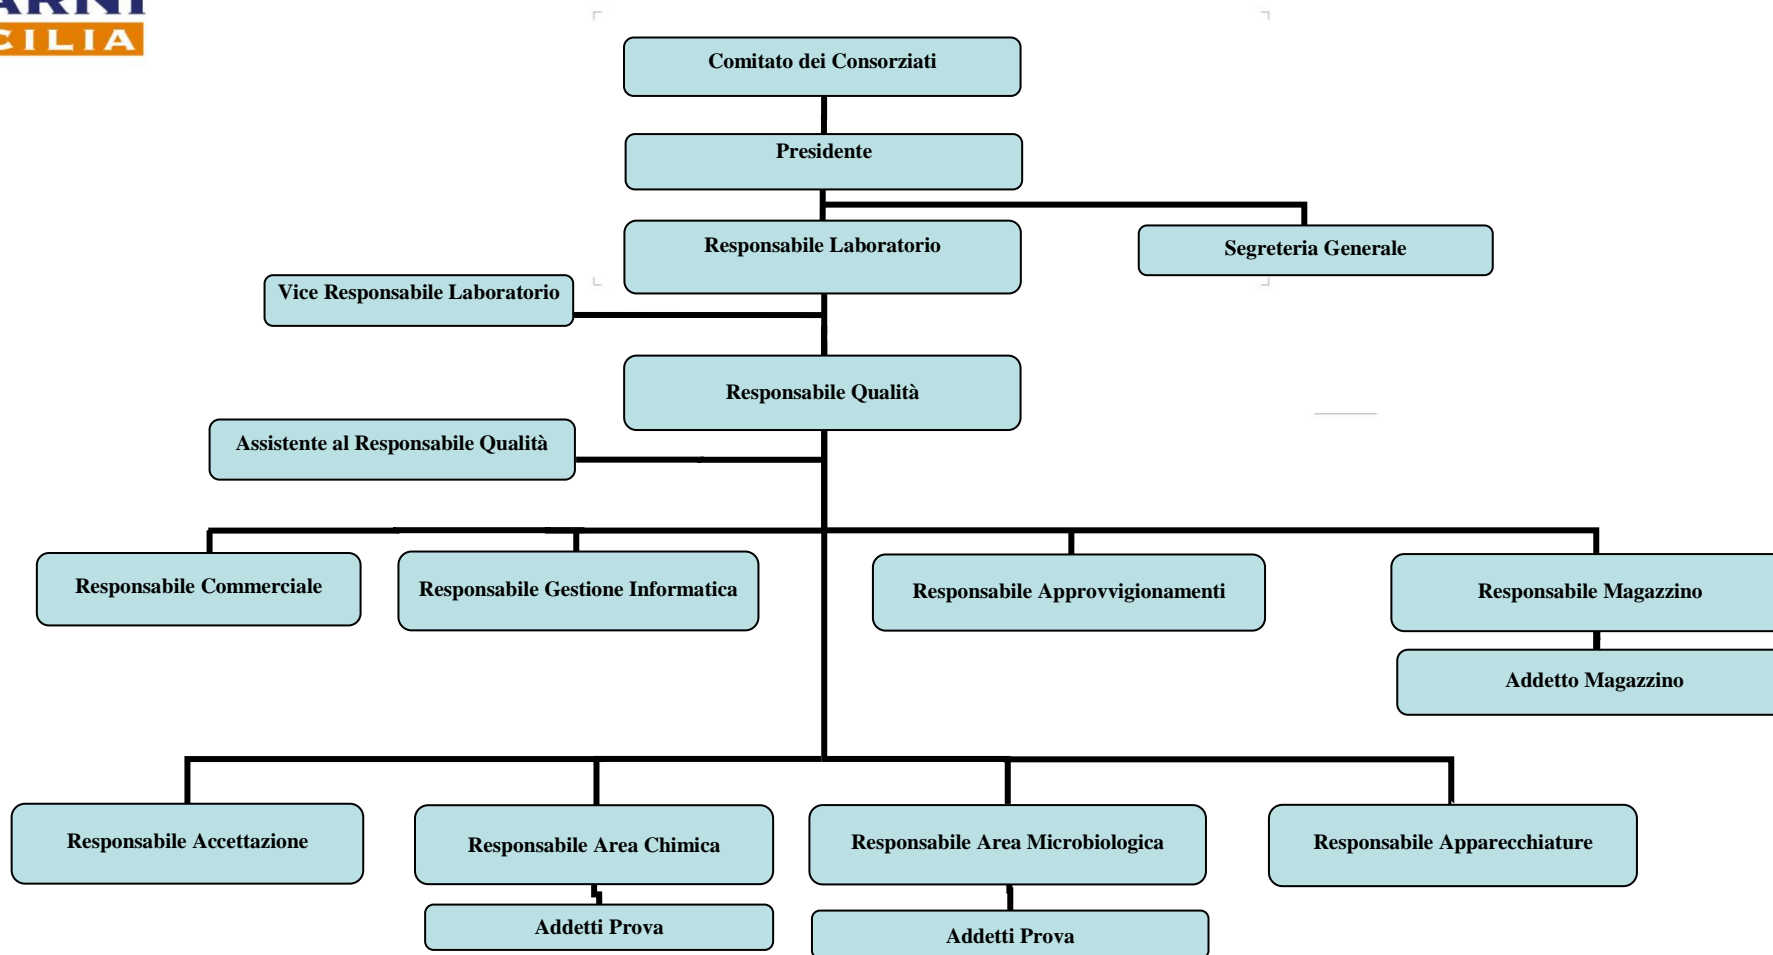 ARNI
CILIA
Comitato dei Consorziati
Presidente
Responsabile Laboratorio
Segreteria Generale
Vice Responsabile Laboratorio
Responsabile Qualità
Assistente al Responsabile Qualità
Responsabile Commerciale
Responsabile Gestione Informatica
Responsabile Approvvigionamenti
Responsabile Magazzino
Addetto Magazzino
Responsabile Accettazione
Responsabile Area Chimica
Responsabile Area Microbiologica
Responsabile Apparecchiature
Addetti Prova
Addetti Prova